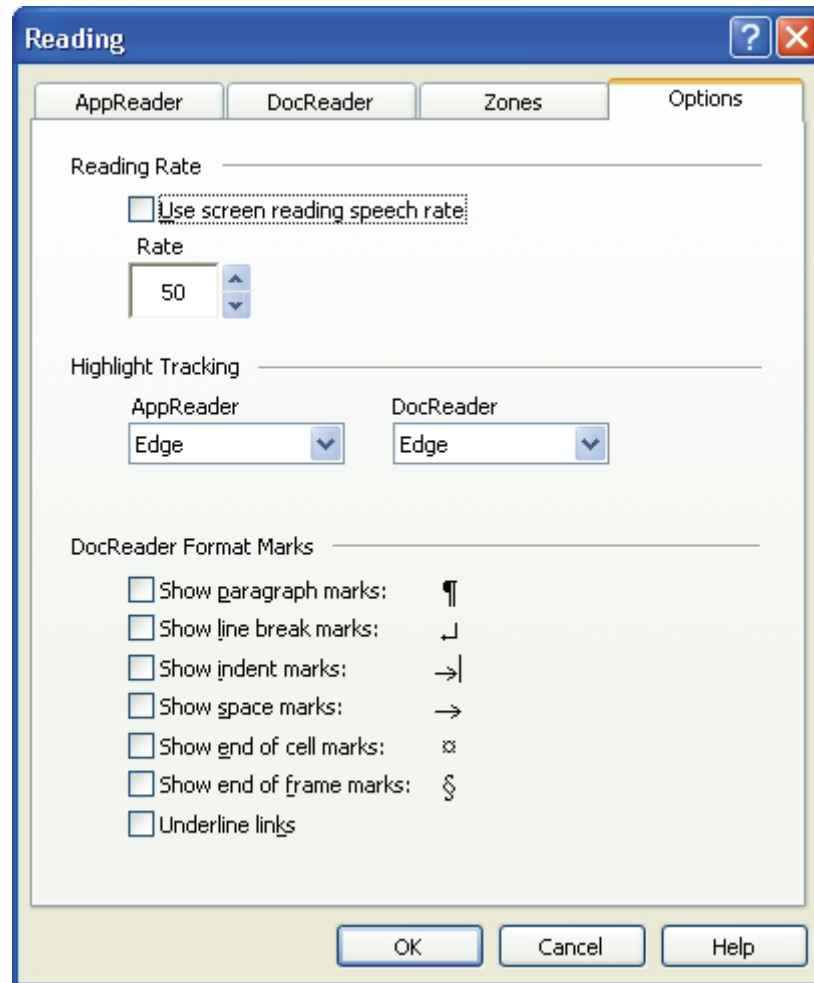 Reading
AppReader DocReader Zones Options
Reading Rate
Use screen reading speech rate
Rate
50
Highlight Tracking
AppReader DocReader
Edge Edge
DocReader Format Marks
Show paragraph marks: ¶
Show line break marks: ↵
Show indent marks: →|
Show space marks: →
Show end of cell marks: ¤
Show end of frame marks: §
Underline links
OK Cancel Help